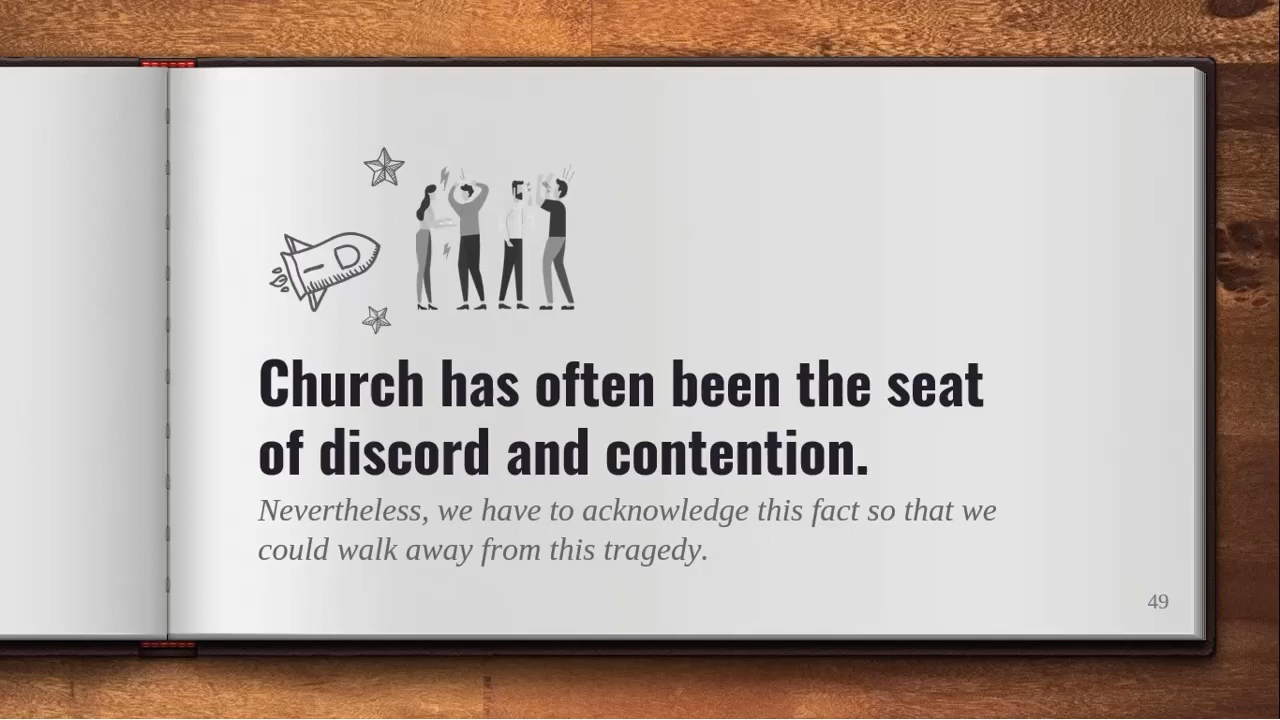 Church has often been the seat
of discord and contention.
Nevertheless, we have to acknowledge this fact so that we
could walk away from this tragedy.
49